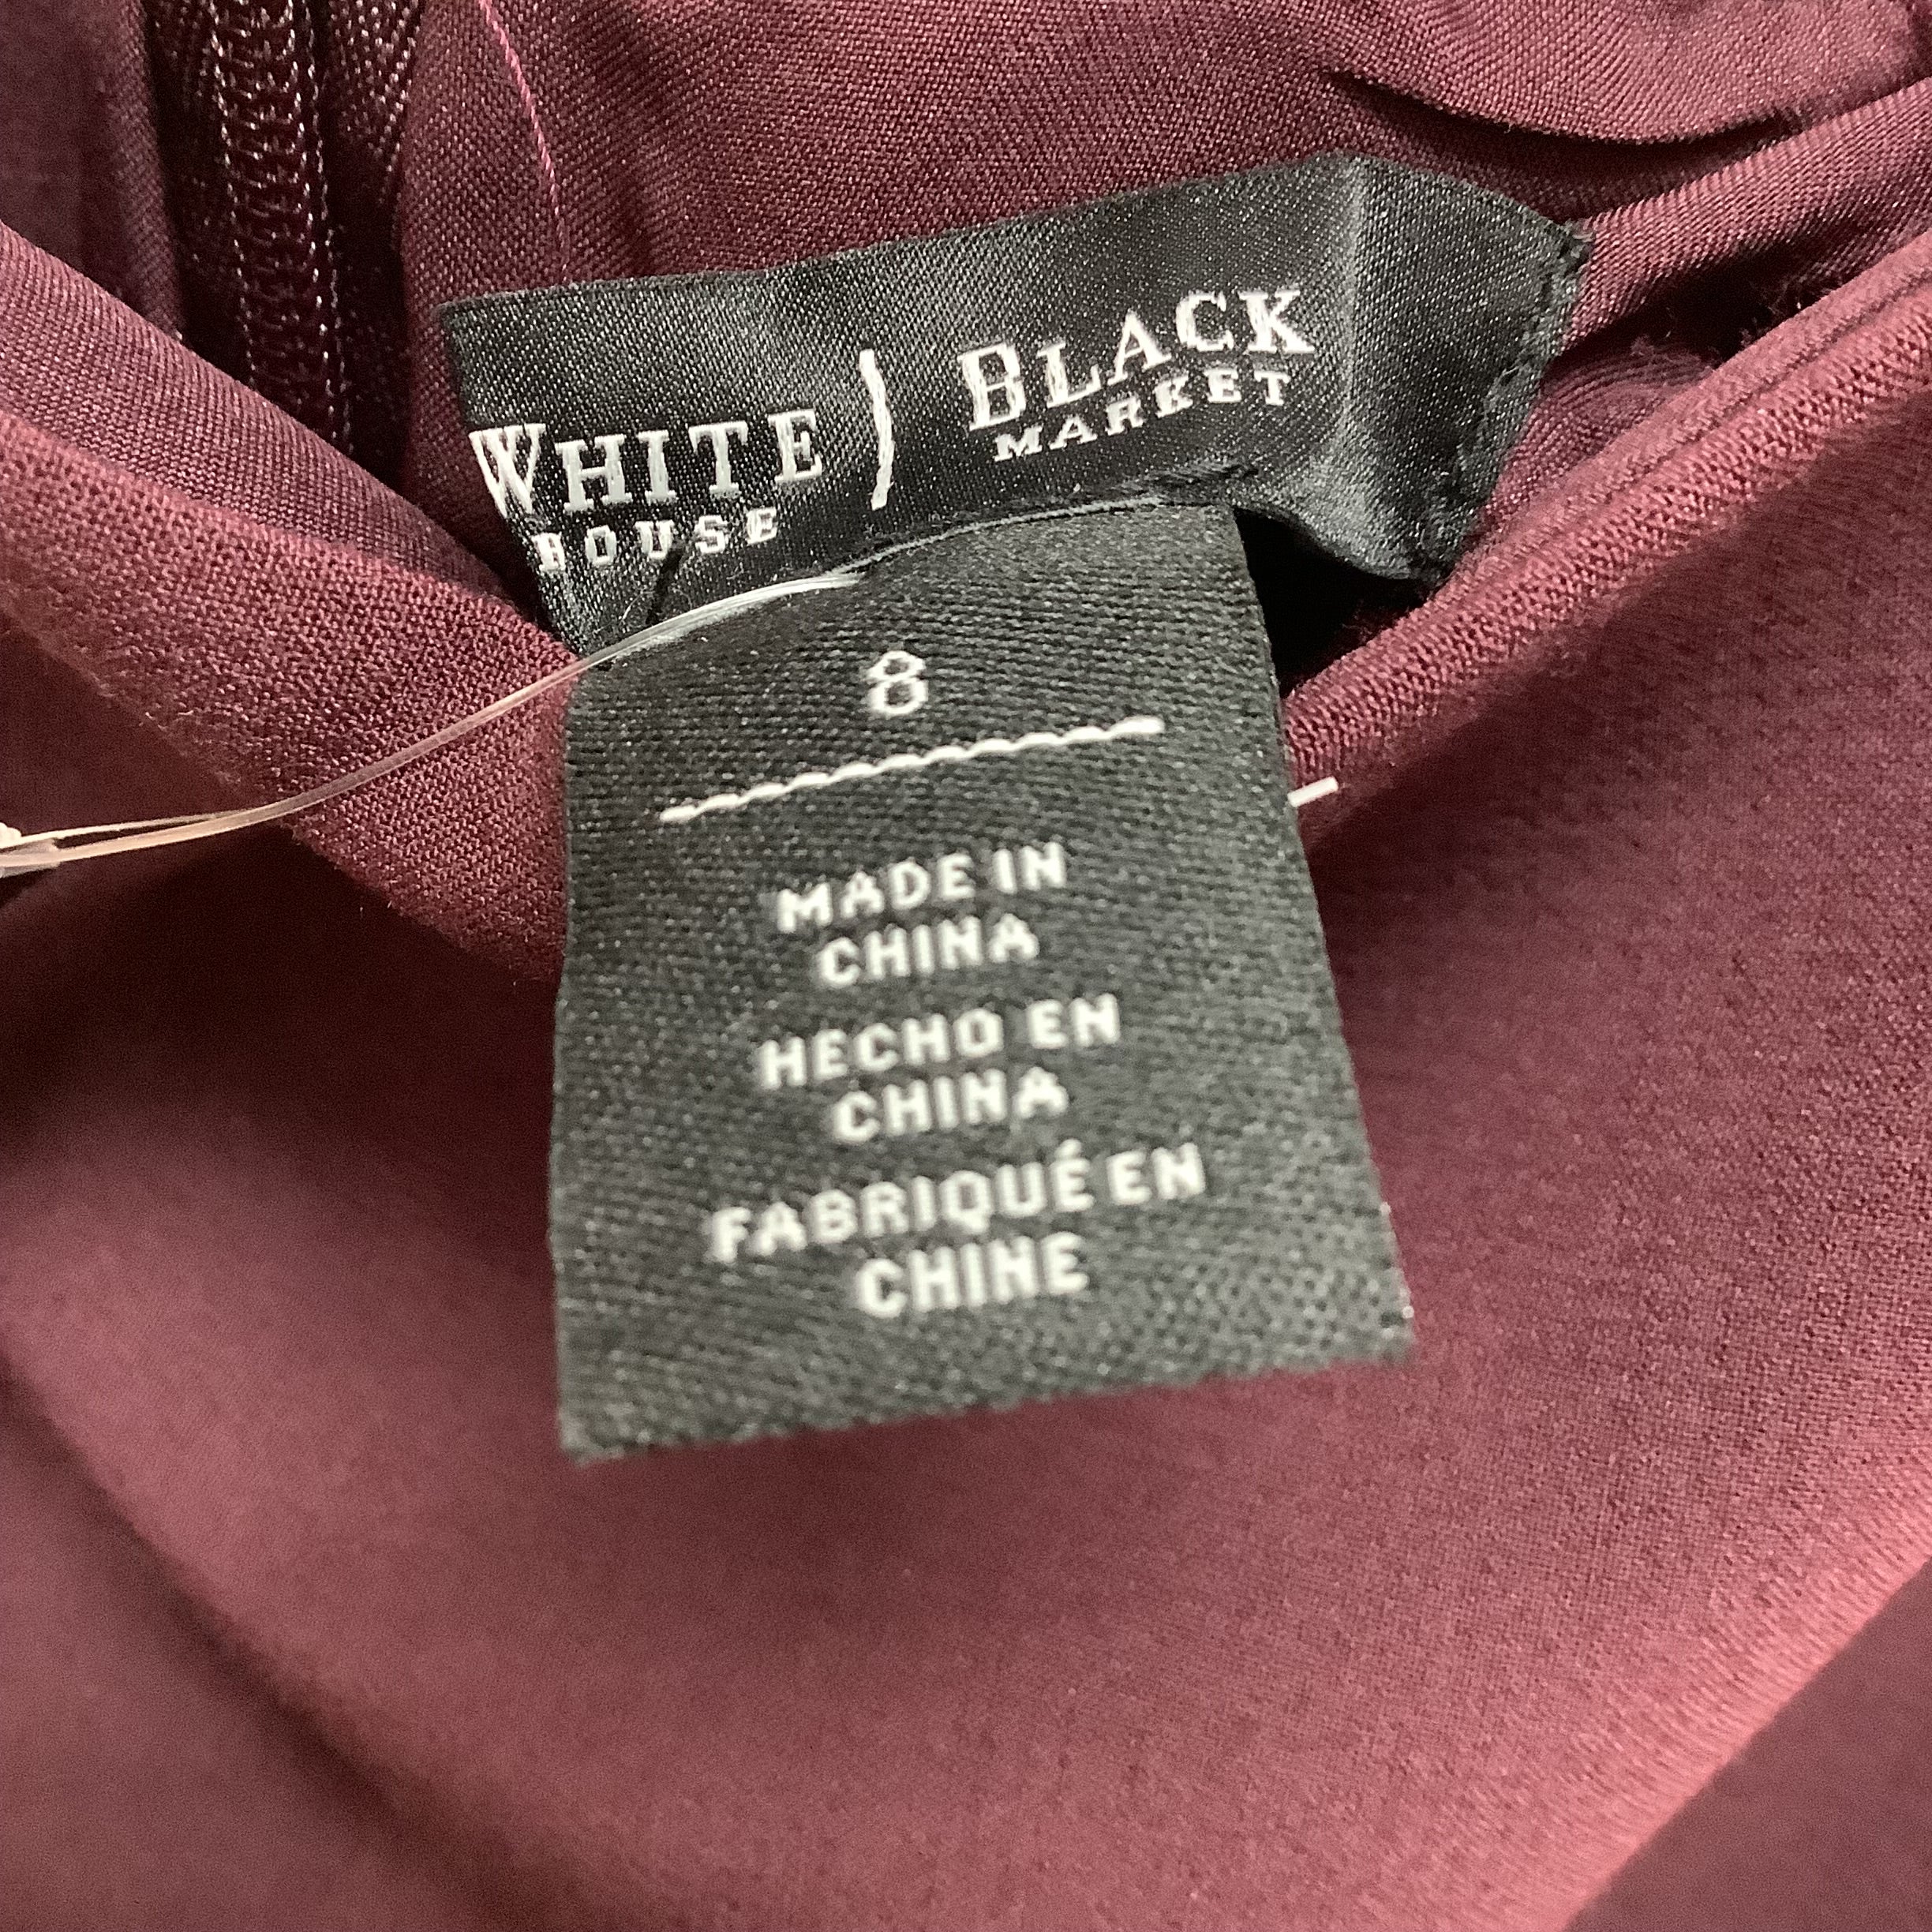 WHITE ) BLACK
HOUSE MARKET
8
MADE IN
CHINA
HECHO EN
CHINA
FABRIQUÉ EN
CHINE